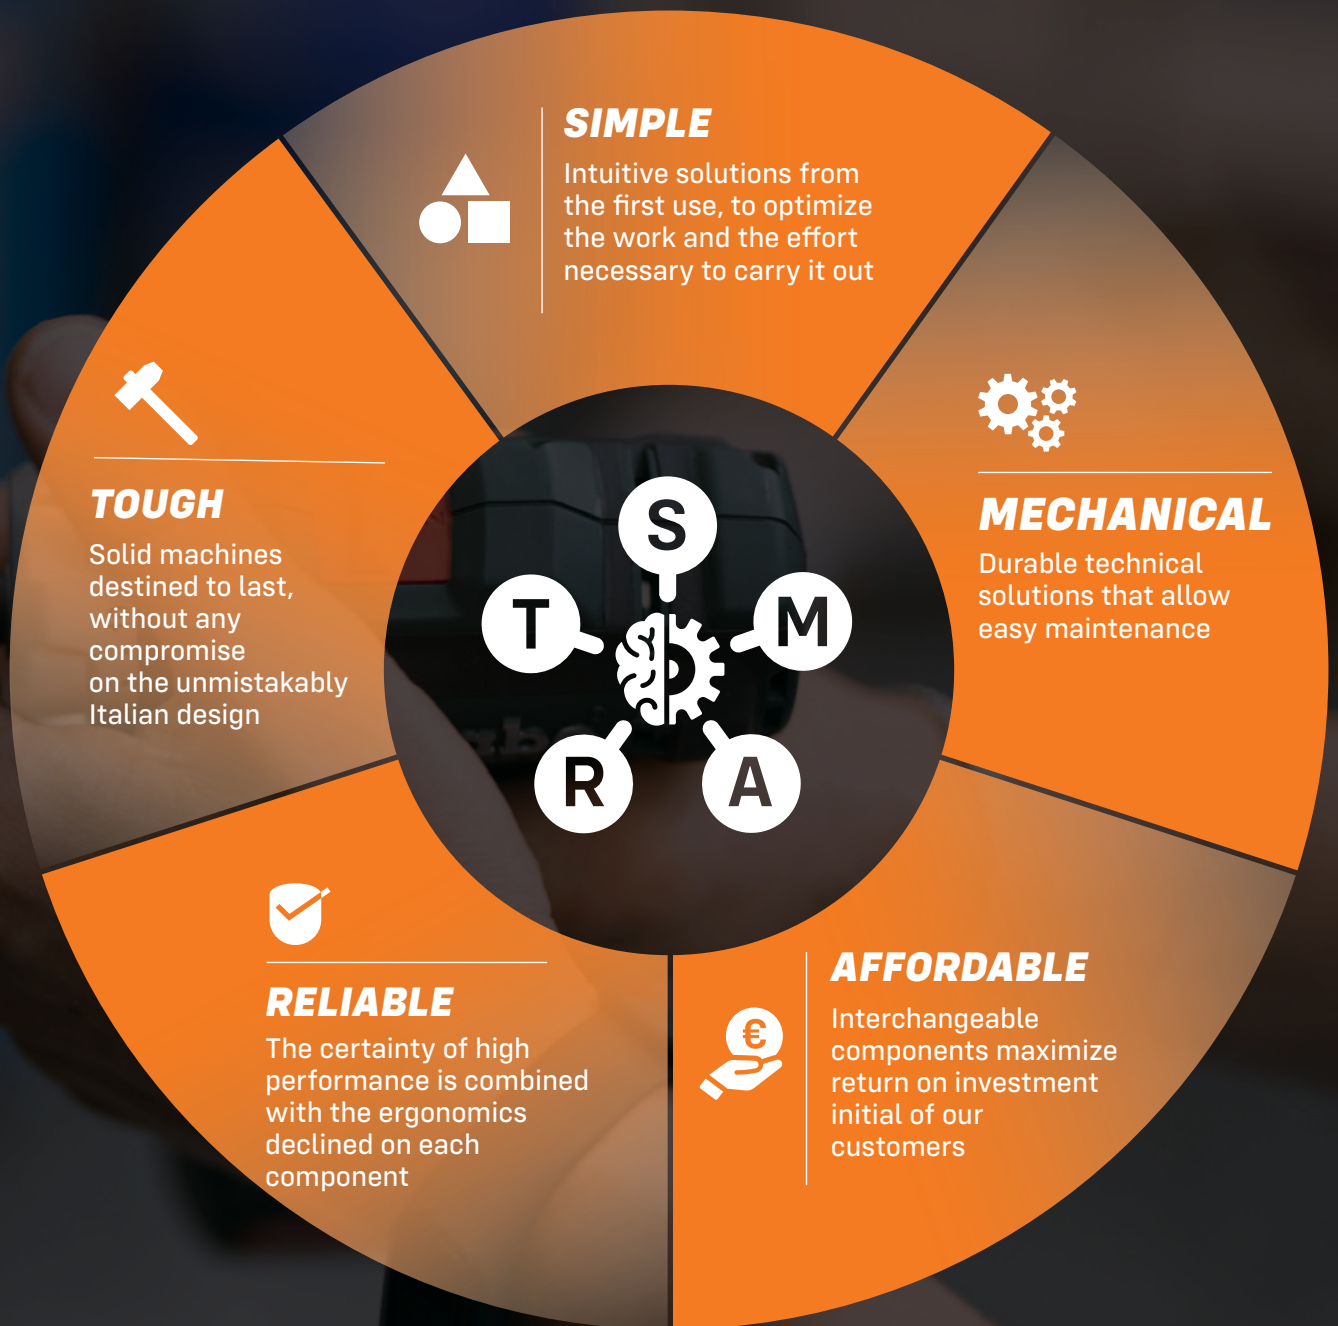 SIMPLE
Intuitive solutions from
the first use, to optimize
the work and the effort
necessary to carry it out
MECHANICAL
Durable technical
solutions that allow
easy maintenance
AFFORDABLE
€
Interchangeable
components maximize
return on investment
initial of our
customers
RELIABLE
The certainty of high
performance is combined
with the ergonomics
declined on each
component
TOUGH
Solid machines
destined to last,
without any
compromise
on the unmistakably
Italian design
S
M
A
R
T